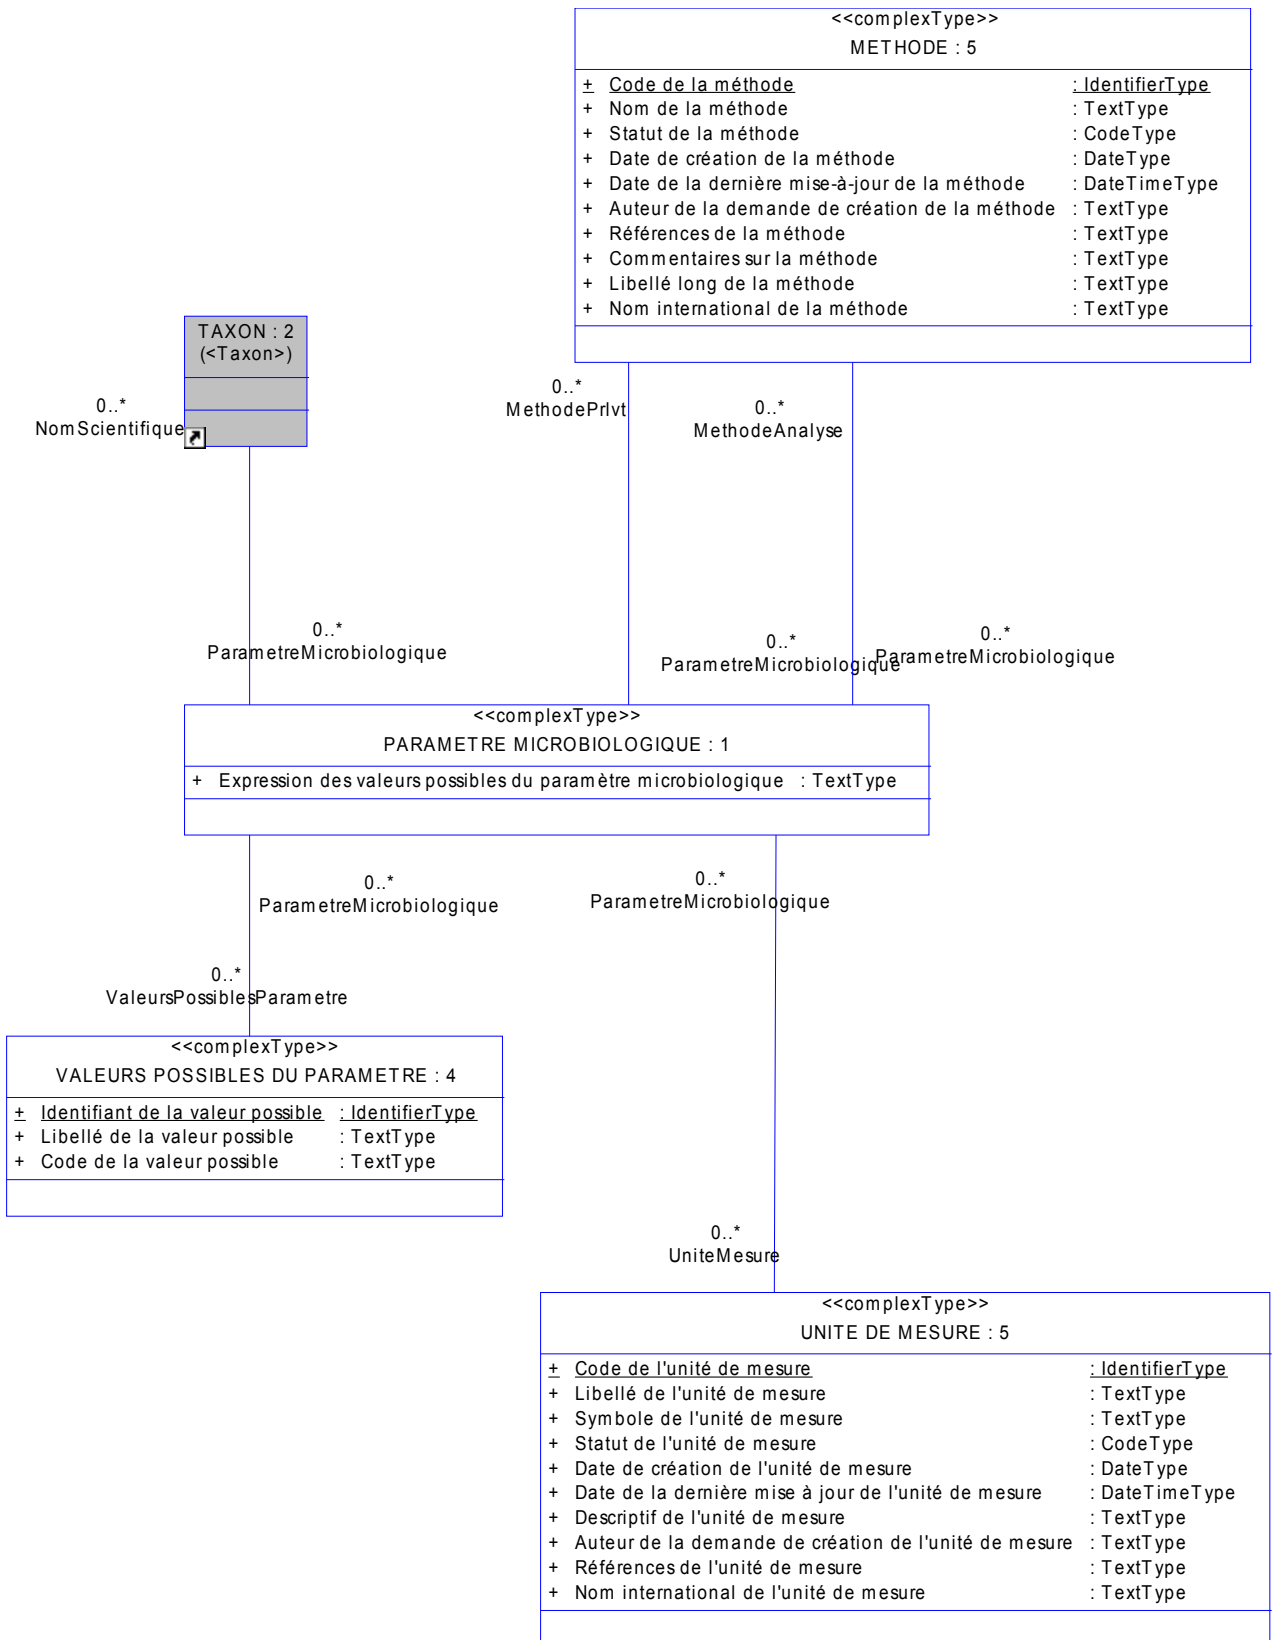 <<complexType>>
METHODE : 5
+ Code de la méthode : IdentifierType
+ Nom de la méthode : TextType
+ Statut de la méthode : CodeType
+ Date de création de la méthode : DateType
+ Date de la dernière mise-à-jour de la méthode : DateTimeType
+ Auteur de la demande de création de la méthode : TextType
+ Références de la méthode : TextType
+ Commentaires sur la méthode : TextType
+ Libellé long de la méthode : TextType
+ Nom international de la méthode : TextType
TAXON : 2
(<Taxon>)
0..*
NomScientifique
0..*
MethodePrlvt
0..*
MethodeAnalyse
0..*
ParametreMicrobiologique
0..*
ParametreMicrobiologique
0..*
ParametreMicrobiologique
<<complexType>>
PARAMETRE MICROBIOLOGIQUE : 1
+ Expression des valeurs possibles du paramètre microbiologique : TextType
0..*
ParametreMicrobiologique
0..*
ParametreMicrobiologique
0..*
ValeursPossiblesParametre
<<complexType>>
VALEURS POSSIBLES DU PARAMETRE : 4
+ Identifiant de la valeur possible : IdentifierType
+ Libellé de la valeur possible : TextType
+ Code de la valeur possible : TextType
0..*
UniteMesure
<<complexType>>
UNITE DE MESURE : 5
+ Code de l'unité de mesure : IdentifierType
+ Libellé de l'unité de mesure : TextType
+ Symbole de l'unité de mesure : TextType
+ Statut de l'unité de mesure : CodeType
+ Date de création de l'unité de mesure : DateType
+ Date de la dernière mise à jour de l'unité de mesure : DateTimeType
+ Descriptif de l'unité de mesure : TextType
+ Auteur de la demande de création de l'unité de mesure : TextType
+ Références de l'unité de mesure : TextType
+ Nom international de l'unité de mesure : TextType